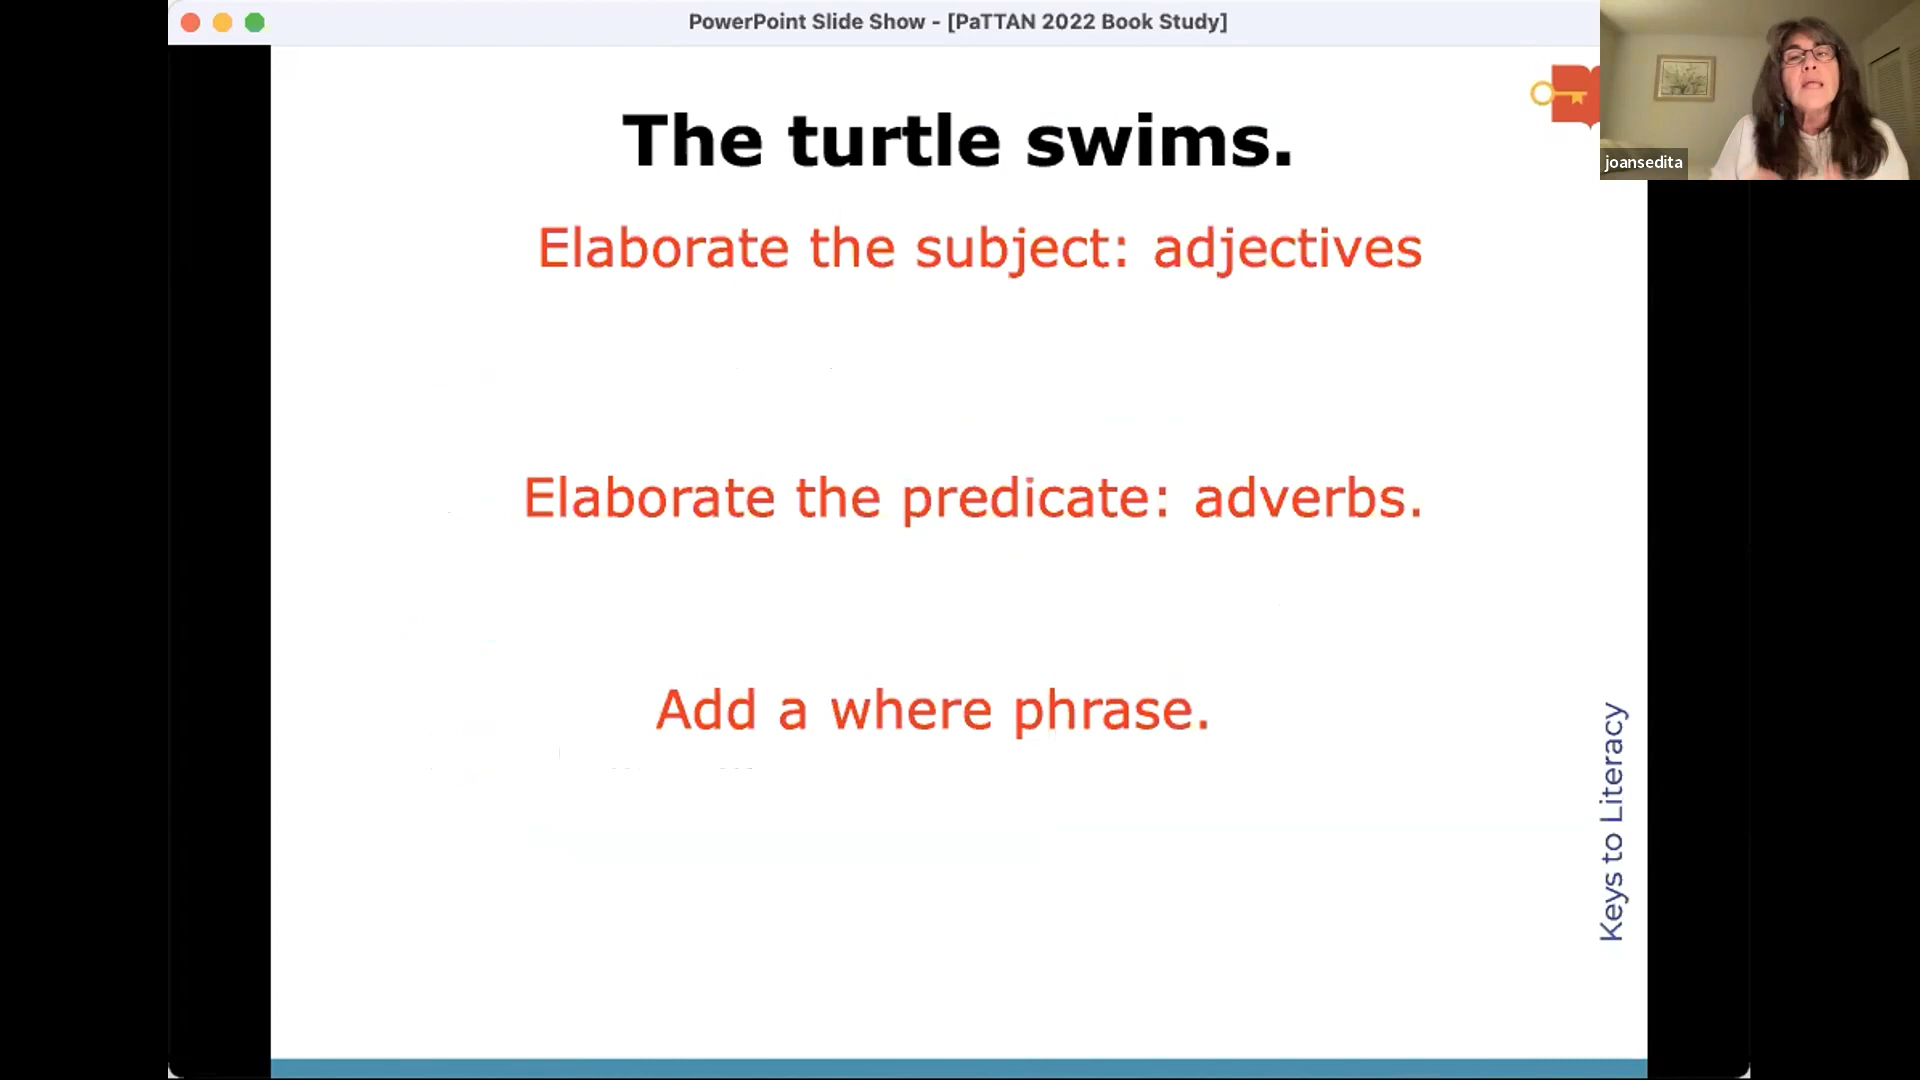 PowerPoint Slide Show - [PaTTAN 2022 Book Study]
joansedita
The turtle swims.
Elaborate the subject: adjectives
Elaborate the predicate: adverbs.
Add a where phrase.
Keys to Literacy